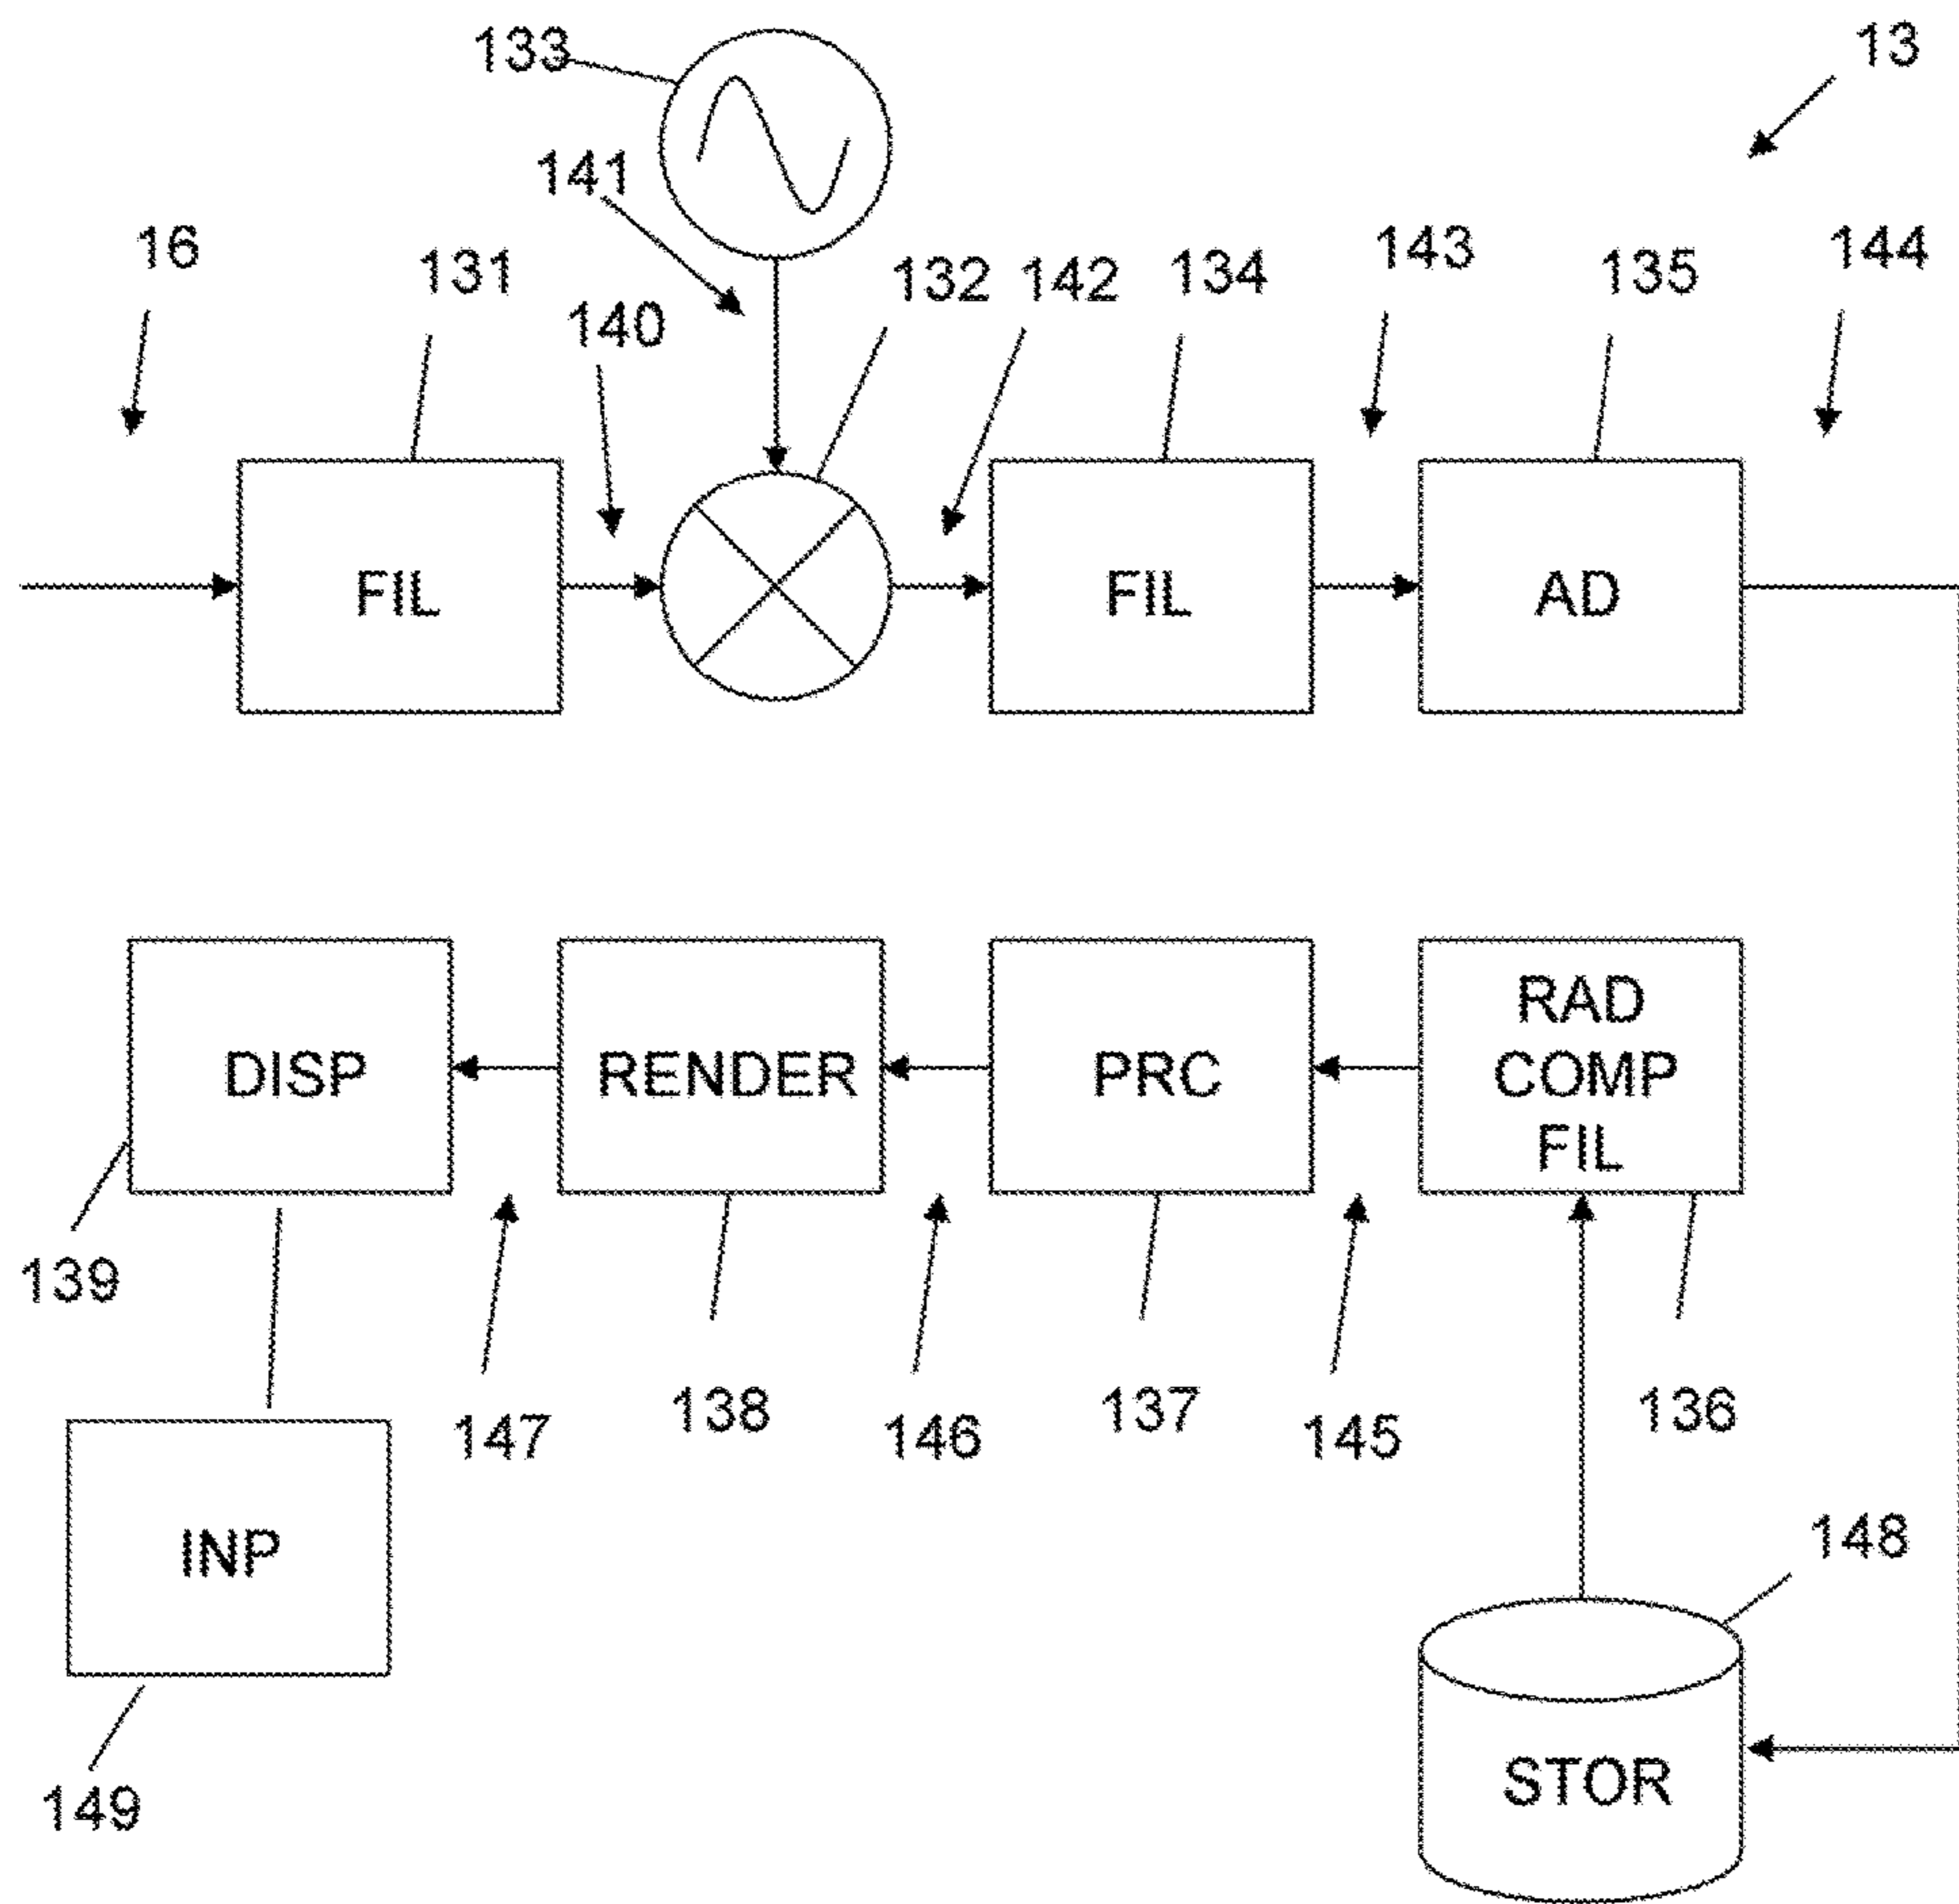 133
13
141
16
131
132
142
134
143
135
144
140
FIL
FIL
AD
DISP
RENDER
PRC
RAD
COMP
FIL
139
147
138
146
137
145
136
INP
148
149
STOR